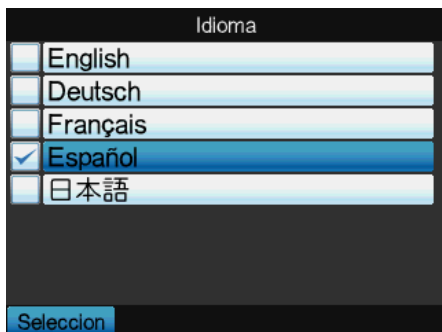 Idioma
English
Deutsch
Français
Español
日本語
Seleccion